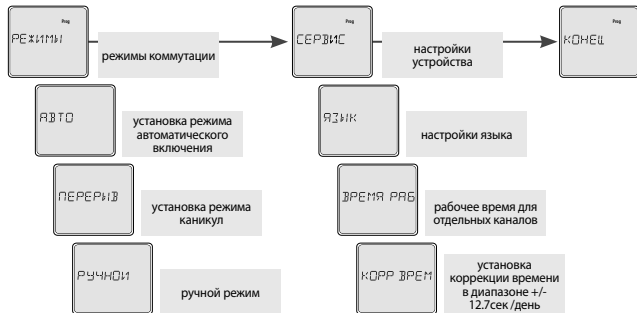 Prog
РЕЖИМЫ
режимы коммутации
Prog
СЕРВИС
настройки
устройства
Prog
КОНЕЦ
АВТО
установка режима
автоматического
включения
ЯЗЫК
настройки языка
ПЕРЕРЫВ
установка режима
каникул
ВРЕМЯ РАБ
рабочее время для
отдельных каналов
РУЧНОИ
ручной режим
КОРР ВРЕМ
установка
коррекции времени
в диапазоне +/-
12.7сек /день